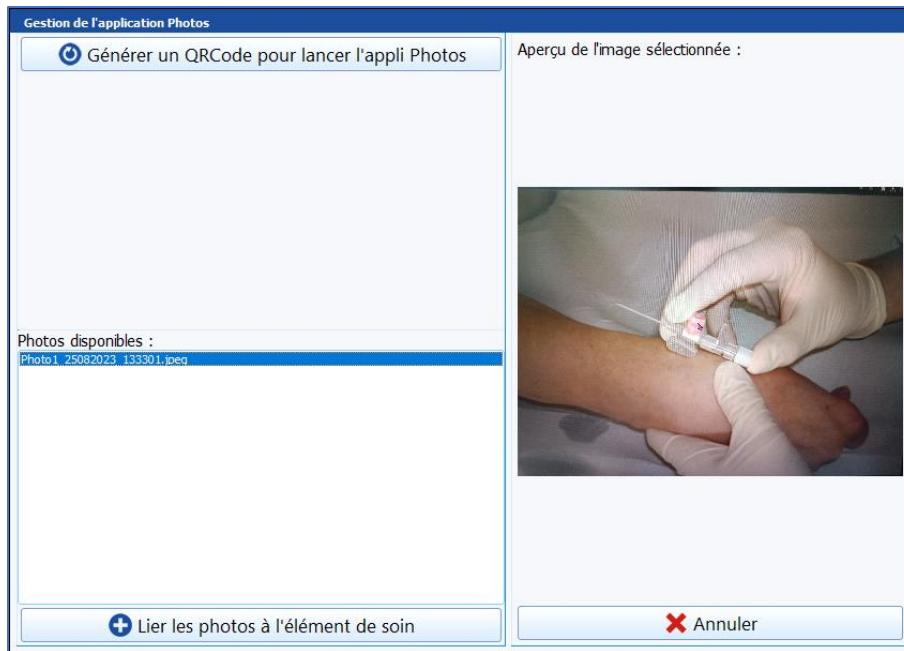 Gestion de l'application Photos
Générer un QRCode pour lancer l'appli Photos
Aperçu de l'image sélectionnée :
Photos disponibles :
Photo1_25082023_133301.jpeg
Lier les photos à l'élément de soin
Annuler